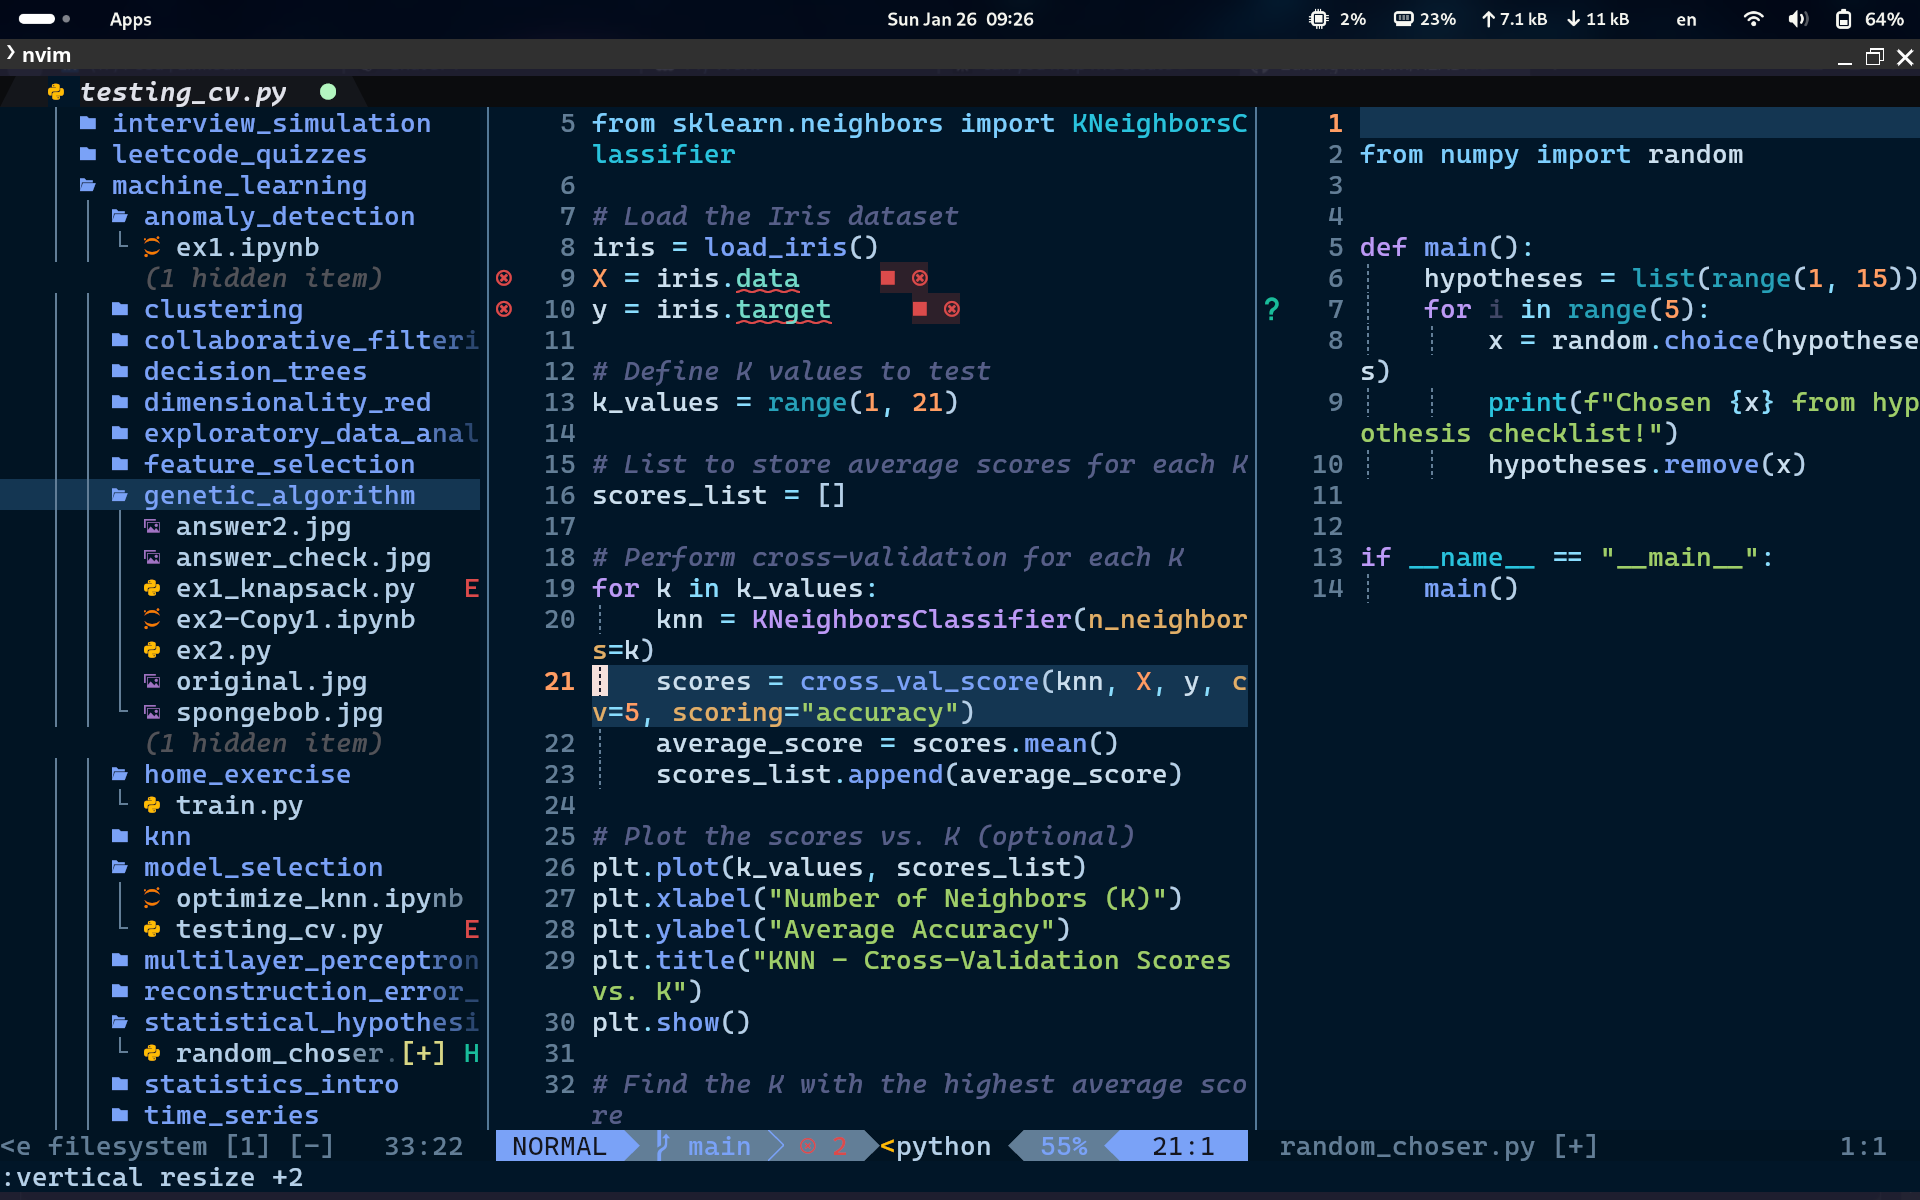 Apps
Sun Jan 26 09:26
2% 23% ↑7.1 kB ↓ 11 kB en 64%
❯ nvim
testing_cv.py
interview_simulation
leetcode_quizzes
machine_learning
anomaly_detection
ex1.ipynb
(1 hidden item)
clustering
collaborative_filteri
decision_trees
dimensionality_red
exploratory_data_anal
feature_selection
genetic_algorithm
answer2.jpg
answer_check.jpg
ex1_knapsack.py E
ex2-Copy1.ipynb
ex2.py
original.jpg
spongebob.jpg
(1 hidden item)
home_exercise
train.py
knn
model_selection
optimize_knn.ipynb
testing_cv.py E
multilayer_perceptron
reconstruction_error_
statistical_hypothesi
random_choser.[+] H
statistics_intro
time_series
<e filesystem [1] [-] 33:22
5 from sklearn.neighbors import KNeighborsC
lassifier
6
7 # Load the Iris dataset
8 iris = load_iris()
9 X = iris.data
10 y = iris.target
11
12 # Define K values to test
13 k_values = range(1, 21)
14
15 # List to store average scores for each K
16 scores_list = []
17
18 # Perform cross-validation for each K
19 for k in k_values:
20 knn = KNeighborsClassifier(n_neighbor
s=k)
21 scores = cross_val_score(knn, X, y, c
v=5, scoring="accuracy")
22 average_score = scores.mean()
23 scores_list.append(average_score)
24
25 # Plot the scores vs. K (optional)
26 plt.plot(k_values, scores_list)
27 plt.xlabel("Number of Neighbors (K)")
28 plt.ylabel("Average Accuracy")
29 plt.title("KNN - Cross-Validation Scores
vs. K")
30 plt.show()
31
32 # Find the K with the highest average sco
re
NORMAL main 2 <python 55% 21:1
1
2 from numpy import random
3
4
5 def main():
6 hypotheses = list(range(1, 15))
? 7 for i in range(5):
8 x = random.choice(hypothese
s)
9 print(f"Chosen {x} from hyp
othesis checklist!")
10 hypotheses.remove(x)
11
12
13 if __name__ == "__main__":
14 main()
random_choser.py [+] 1:1
:vertical resize +2